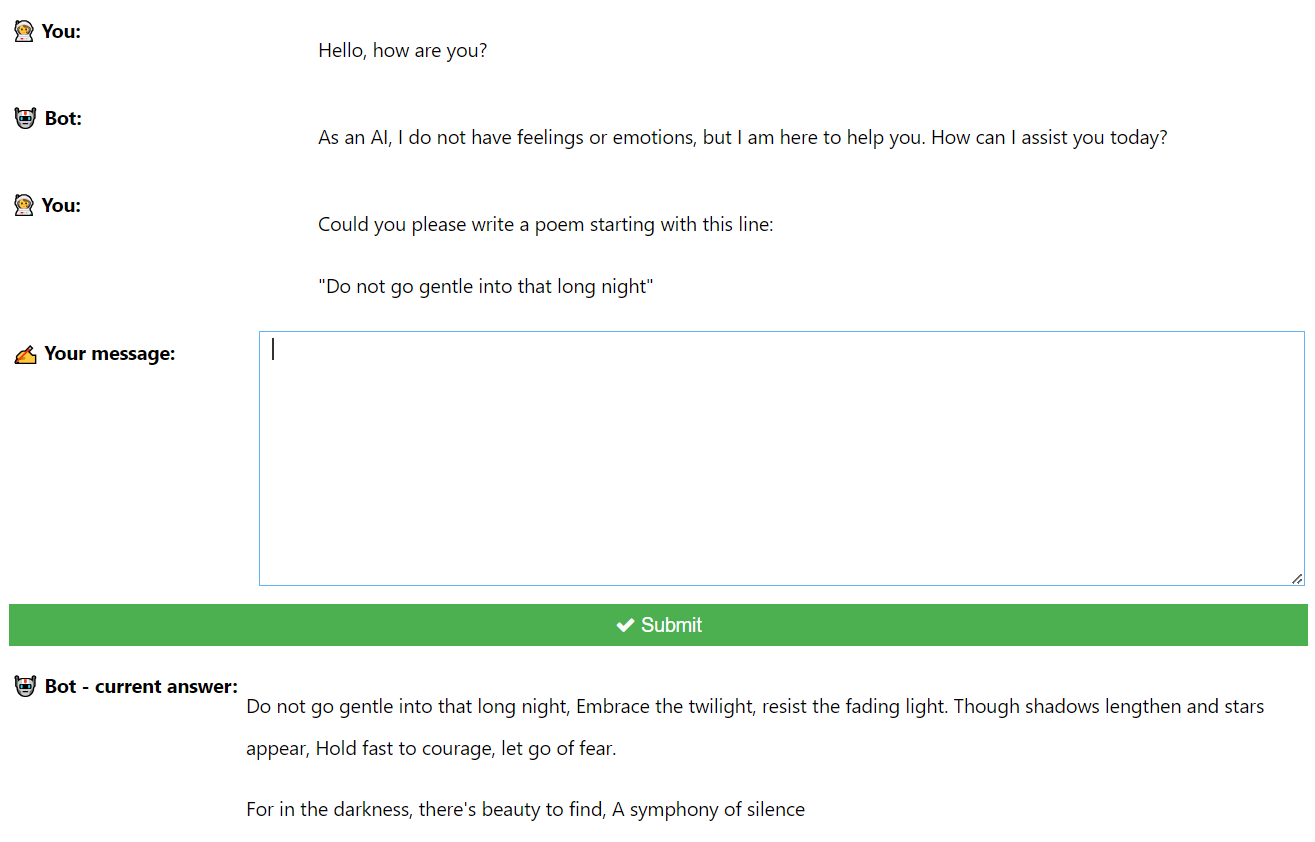 You:
Hello, how are you?
Bot:
As an AI, I do not have feelings or emotions, but I am here to help you. How can I assist you today?
You:
Could you please write a poem starting with this line:
"Do not go gentle into that long night"
Your message:
Submit
Bot - current answer:
Do not go gentle into that long night, Embrace the twilight, resist the fading light. Though shadows lengthen and stars
appear, Hold fast to courage, let go of fear.
For in the darkness, there's beauty to find, A symphony of silence